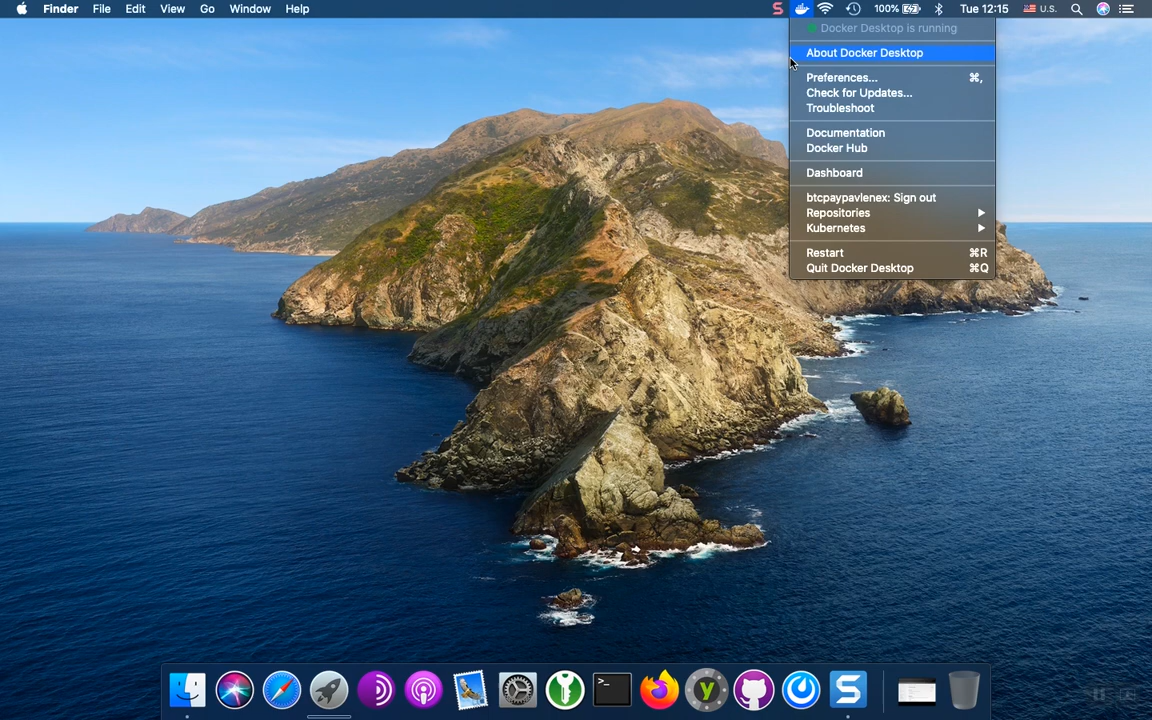 Finder File Edit View Go Window Help S 100% Tue 12:15 U.S.
Docker Desktop is running
About Docker Desktop
Preferences... ⌘,
Check for Updates...
Troubleshoot
Documentation
Docker Hub
Dashboard
btcpaypavlenex: Sign out
Repositories
Kubernetes
Restart ⌘R
Quit Docker Desktop ⌘Q
>_ y S